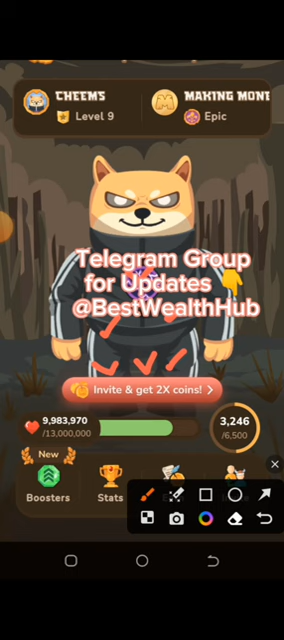 CHEEMS
MAKING MONE
Level 9
Epic
Telegram Group
for Updates 👇
@BestWealthHub
Invite & get 2X coins!
9,983,970
/13,000,000
3,246
/6,500
New
Boosters
Stats